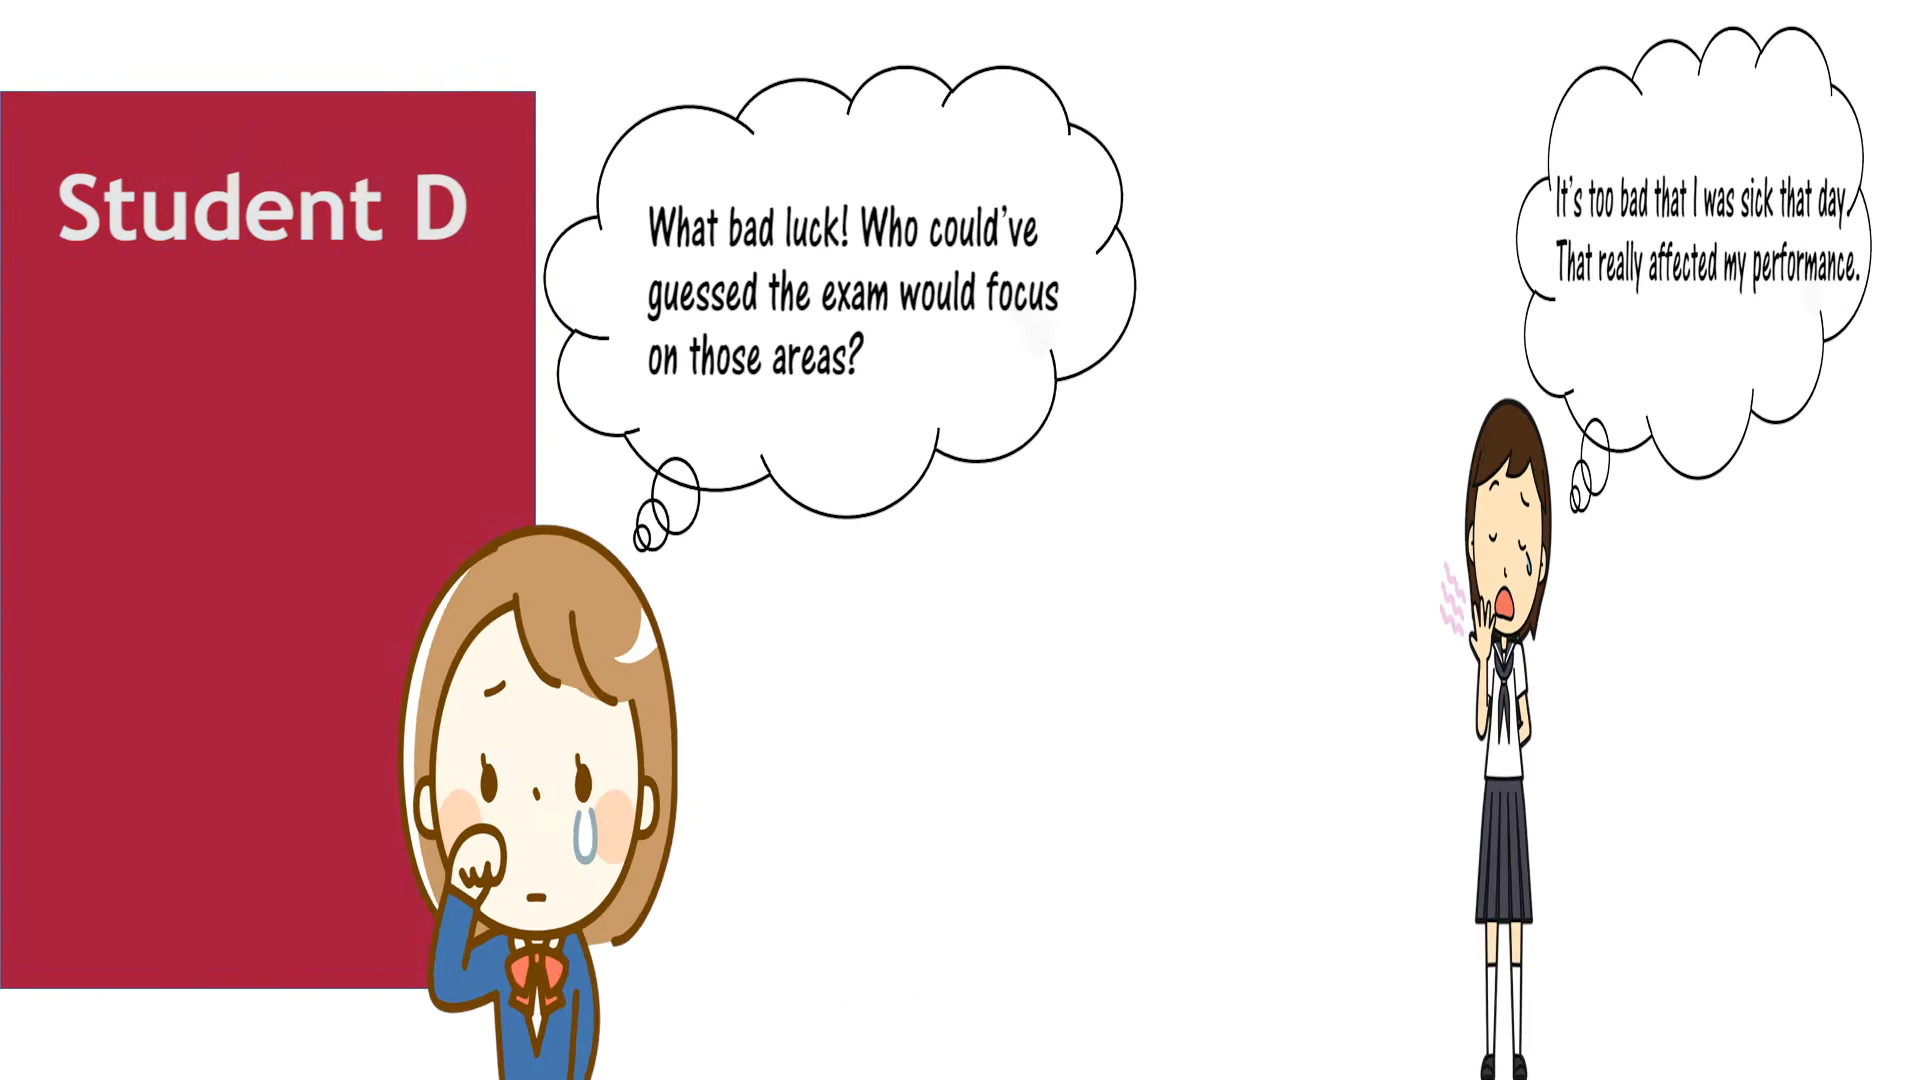 Student D
What bad luck! Who could've
guessed the exam would focus
on those areas?
It's too bad that I was sick that day.
That really affected my performance.